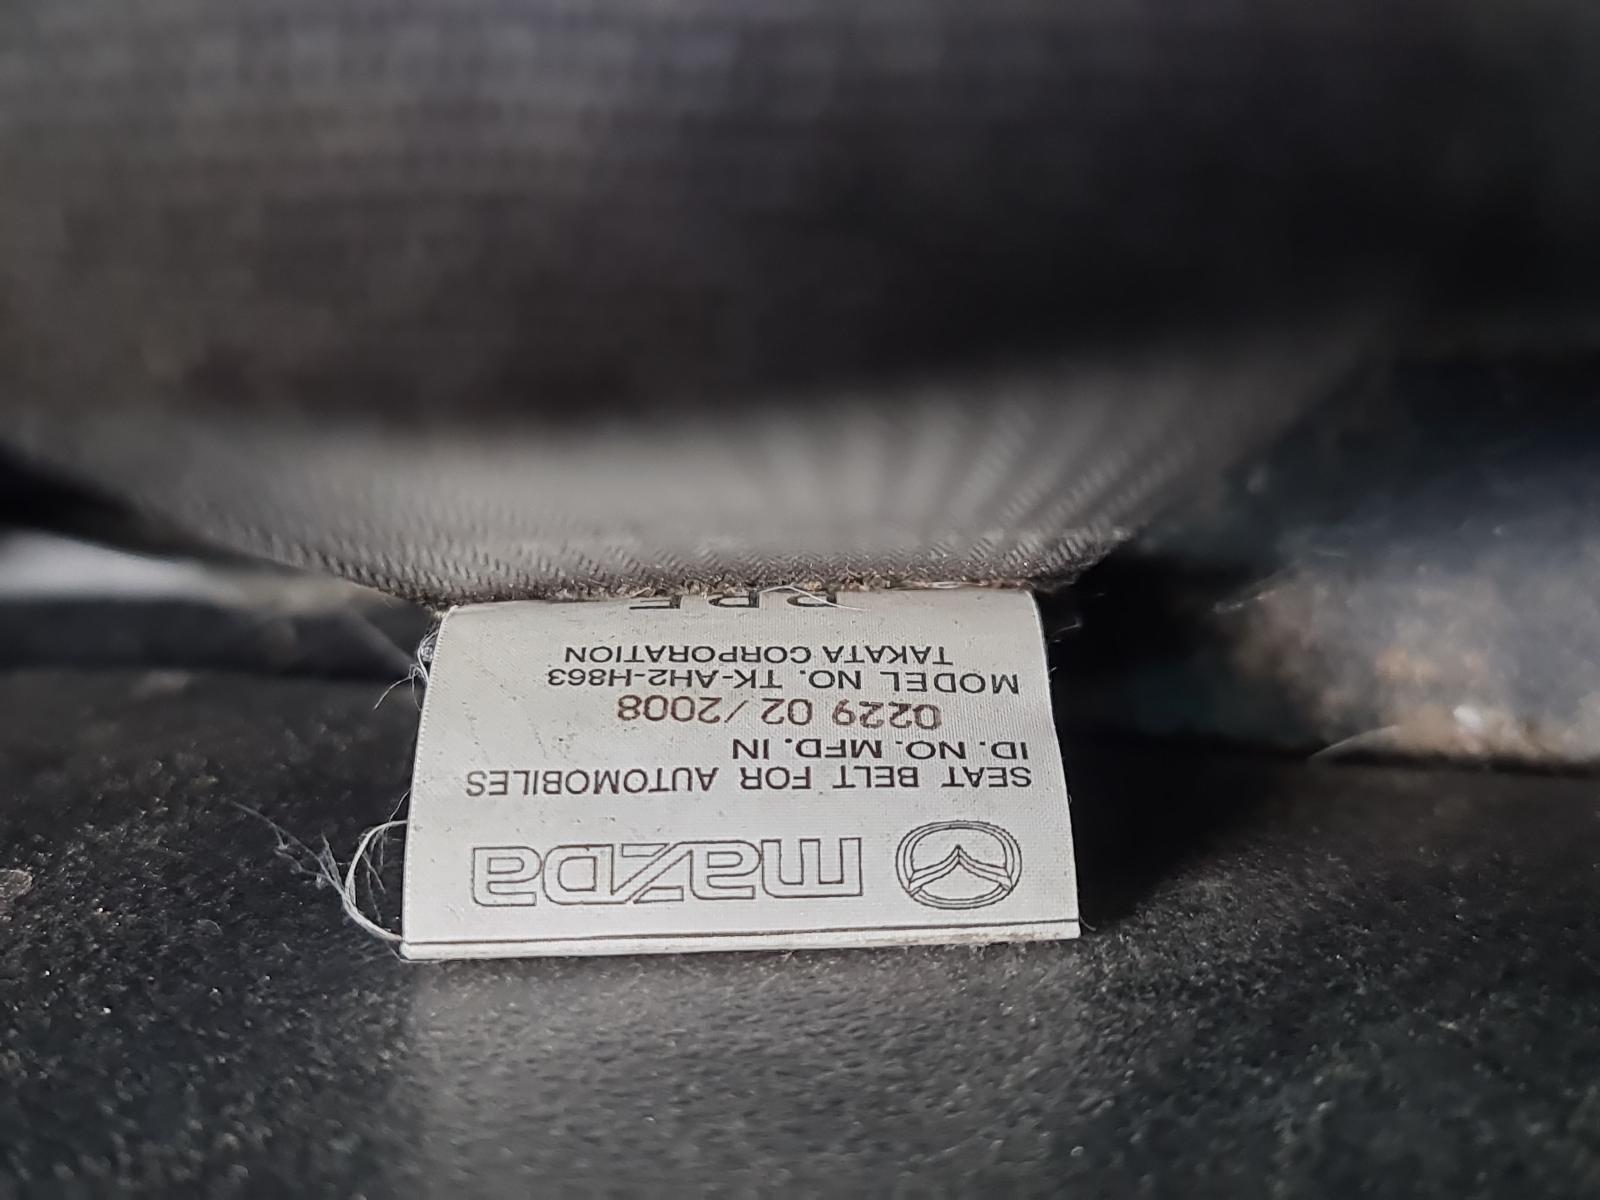 mazda
SEAT BELT FOR AUTOMOBILES
ID. NO. MFD. IN
0229 02/2008
MODEL NO. TK-AH2-H863
TAKATA CORPORATION